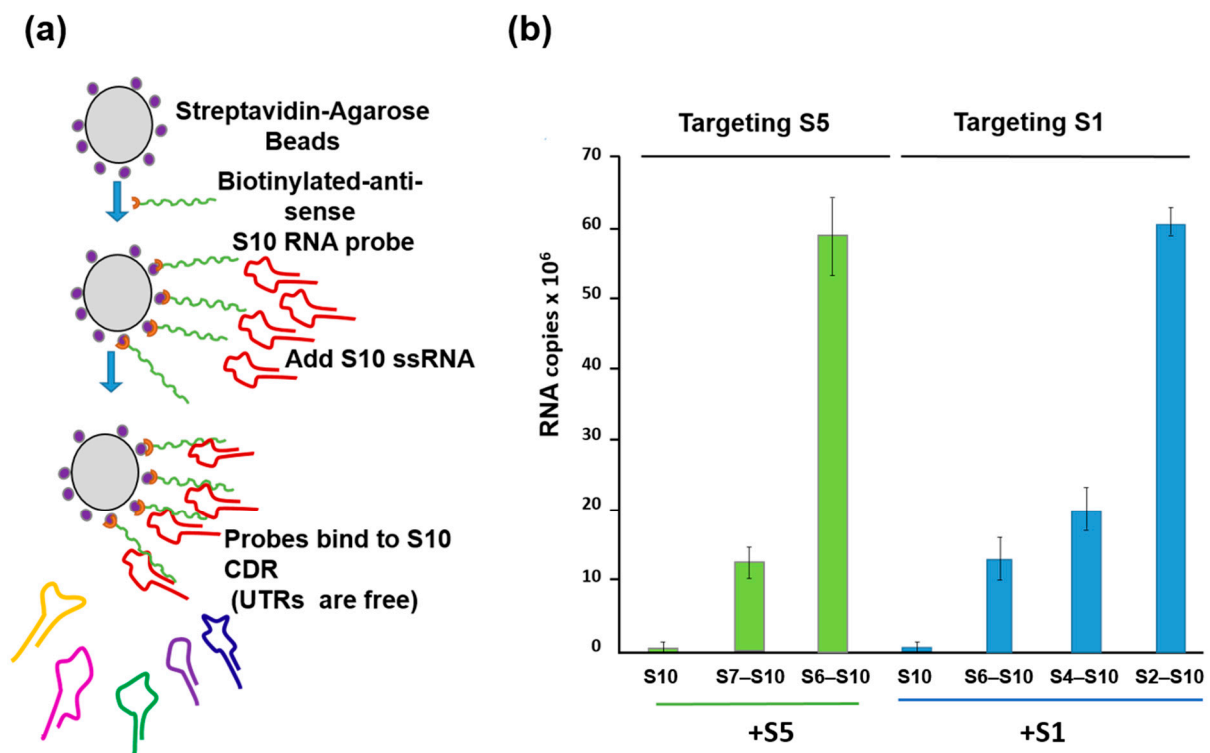 (a)
Streptavidin-Agarose
Beads
Biotinylated-anti-
sense
S10 RNA probe
Add S10 ssRNA
Probes bind to S10
CDR
(UTRs are free)
(b)
Targeting S5
Targeting S1
RNA copies x 10⁶
70
60
50
40
30
20
10
0
S10
S7–S10
S6–S10
S10
S6–S10
S4–S10
S2–S10
+S5
+S1